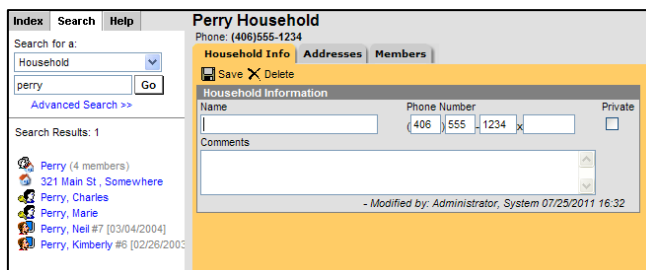 Index Search Help
Search for a:
Household
perry Go
Advanced Search >>
Search Results: 1
Perry (4 members)
321 Main St , Somewhere
Perry, Charles
Perry, Marie
Perry, Neil #7 [03/04/2004]
Perry, Kimberly #6 [02/26/2003
Perry Household
Phone: (406)555-1234
Household Info Addresses Members
Save Delete
Household Information
Name Phone Number Private
( 406 ) 555 - 1234 x
Comments
- Modified by: Administrator, System 07/25/2011 16:32